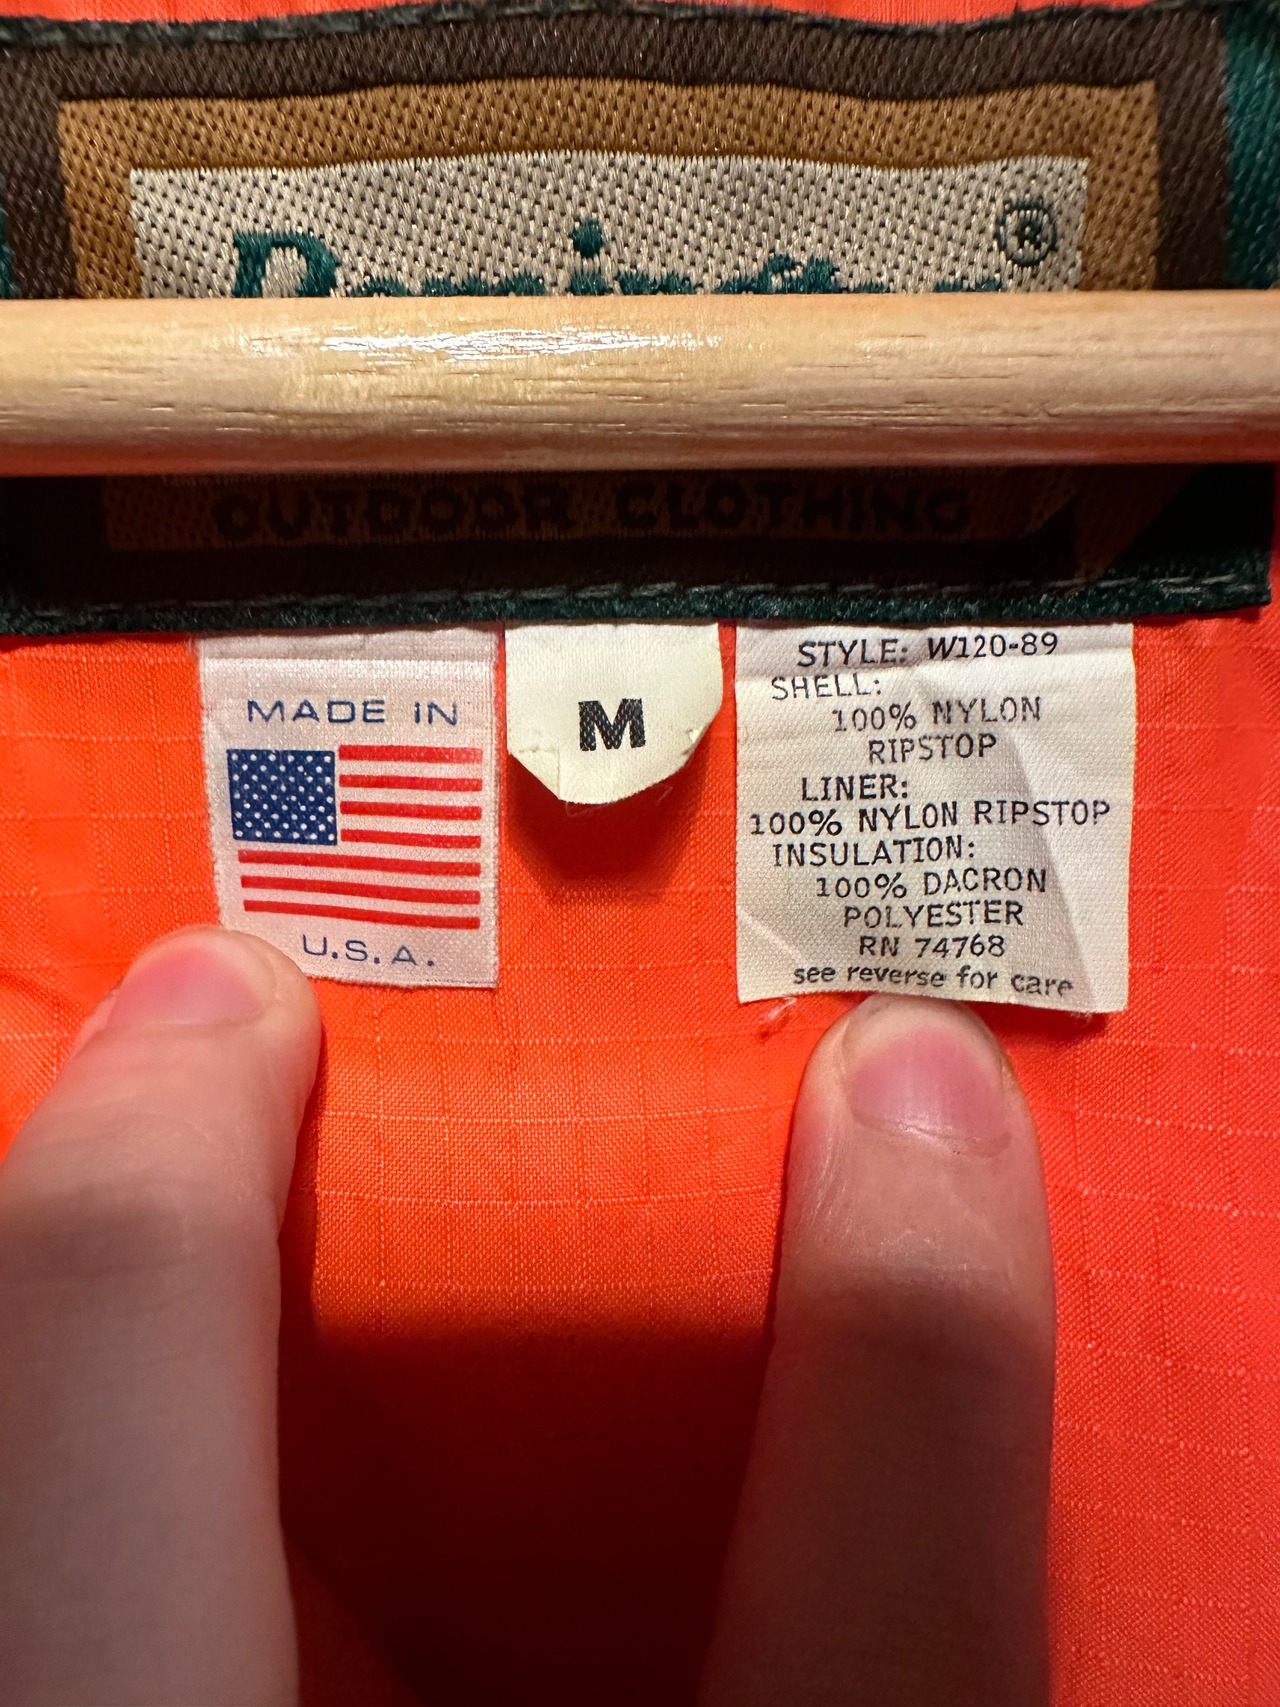 Remington®
OUTDOOR CLOTHING
MADE IN
U.S.A.
M
STYLE: W120-89
SHELL:
100% NYLON
RIPSTOP
LINER:
100% NYLON RIPSTOP
INSULATION:
100% DACRON
POLYESTER
RN 74768
see reverse for care